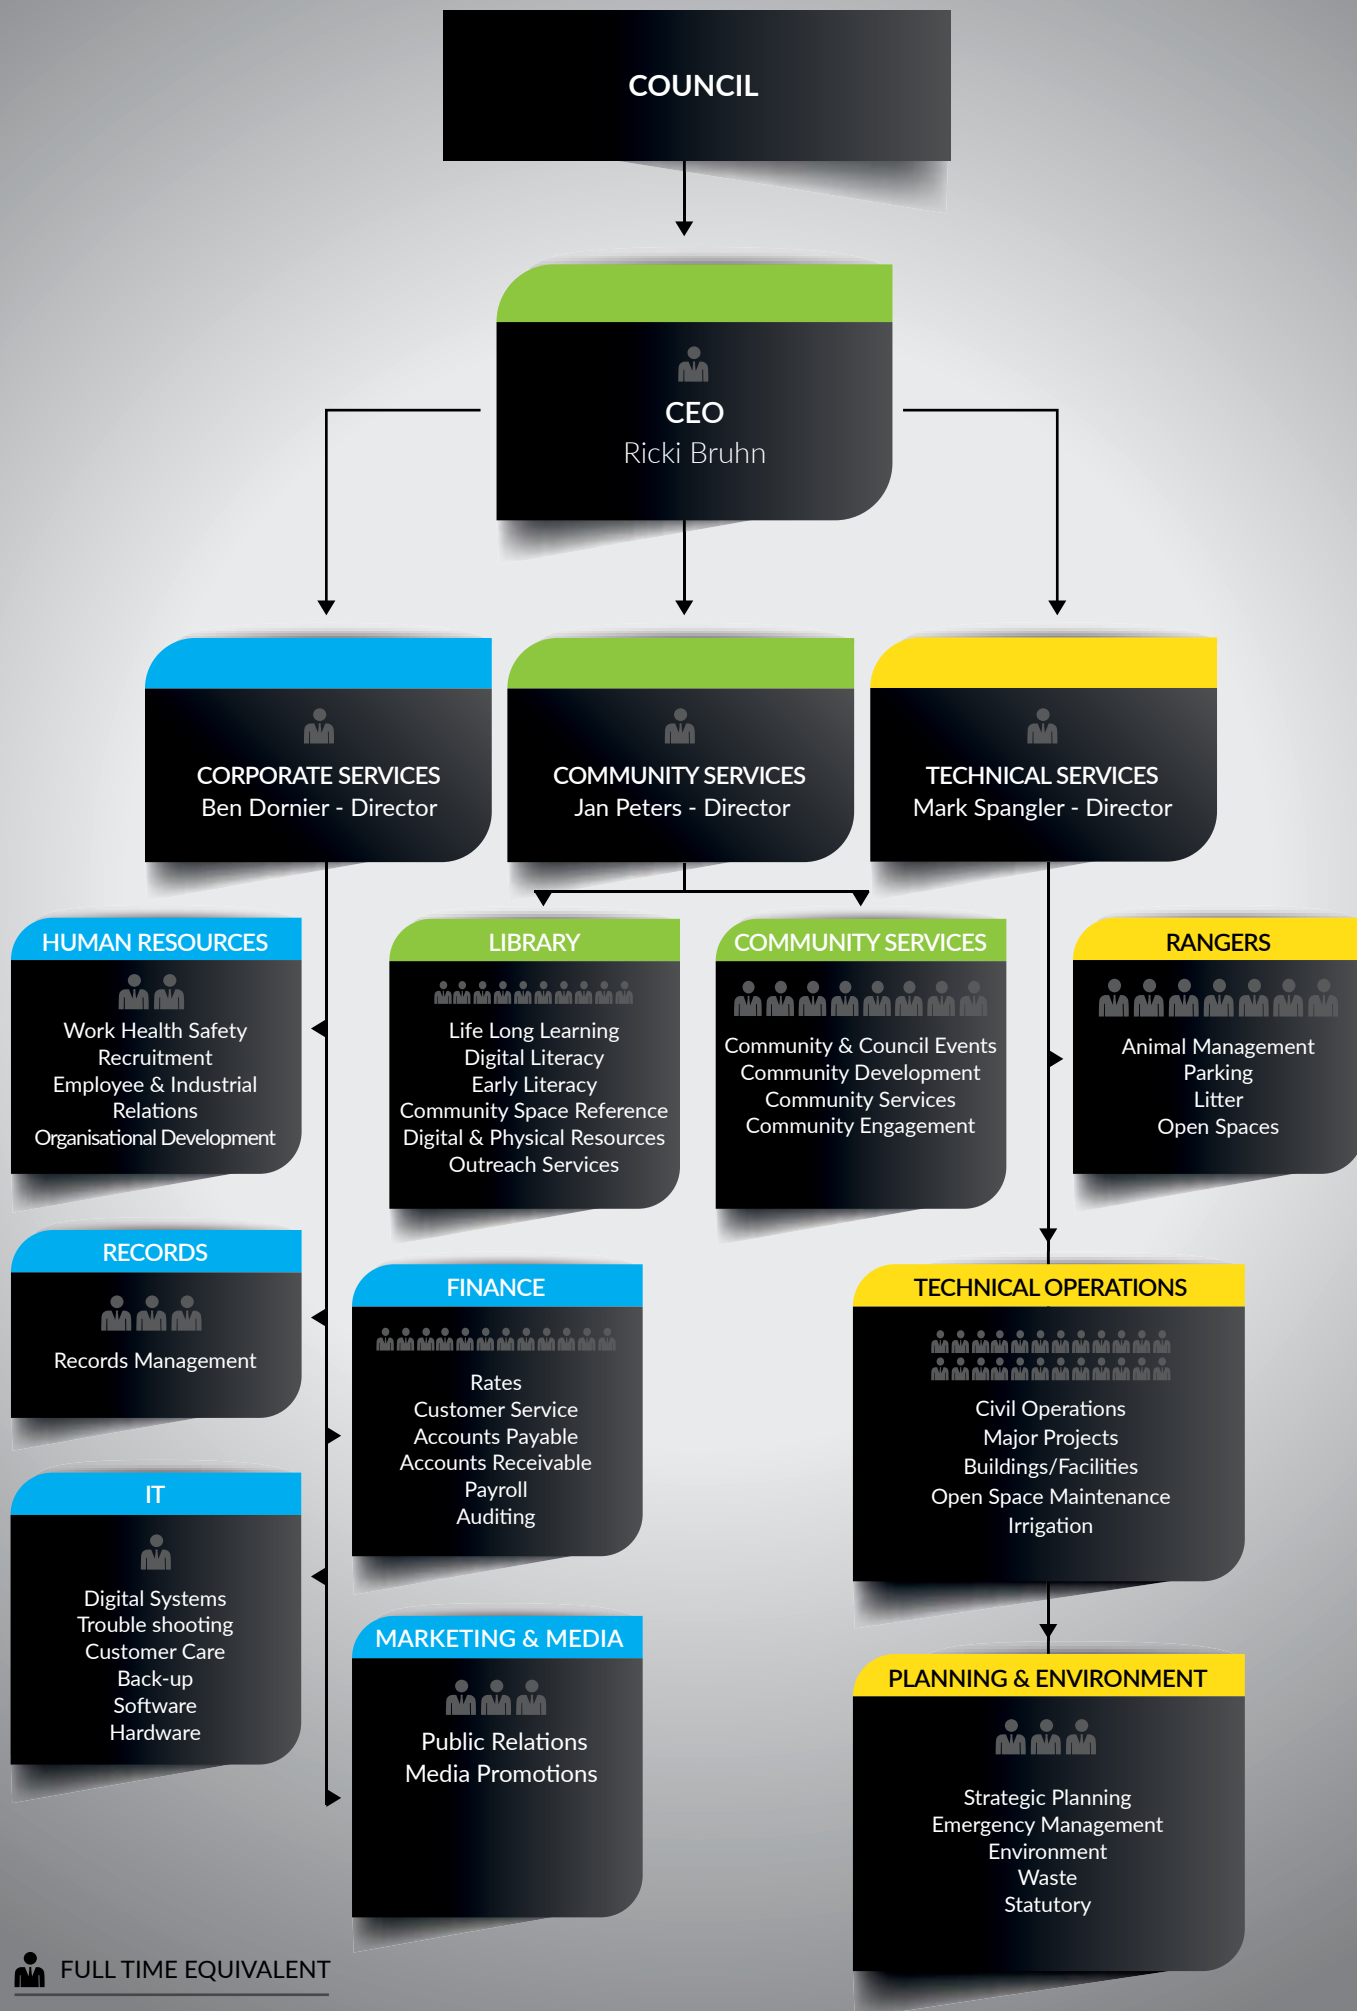 COUNCIL
CEO
Ricki Bruhn
CORPORATE SERVICES
Ben Dornier - Director
COMMUNITY SERVICES
Jan Peters - Director
TECHNICAL SERVICES
Mark Spangler - Director
HUMAN RESOURCES
Work Health Safety
Recruitment
Employee & Industrial
Relations
Organisational Development
LIBRARY
Life Long Learning
Digital Literacy
Early Literacy
Community Space Reference
Digital & Physical Resources
Outreach Services
COMMUNITY SERVICES
Community & Council Events
Community Development
Community Services
Community Engagement
RANGERS
Animal Management
Parking
Litter
Open Spaces
RECORDS
Records Management
FINANCE
Rates
Customer Service
Accounts Payable
Accounts Receivable
Payroll
Auditing
TECHNICAL OPERATIONS
Civil Operations
Major Projects
Buildings/Facilities
Open Space Maintenance
Irrigation
IT
Digital Systems
Trouble shooting
Customer Care
Back-up
Software
Hardware
MARKETING & MEDIA
Public Relations
Media Promotions
PLANNING & ENVIRONMENT
Strategic Planning
Emergency Management
Environment
Waste
Statutory
FULL TIME EQUIVALENT